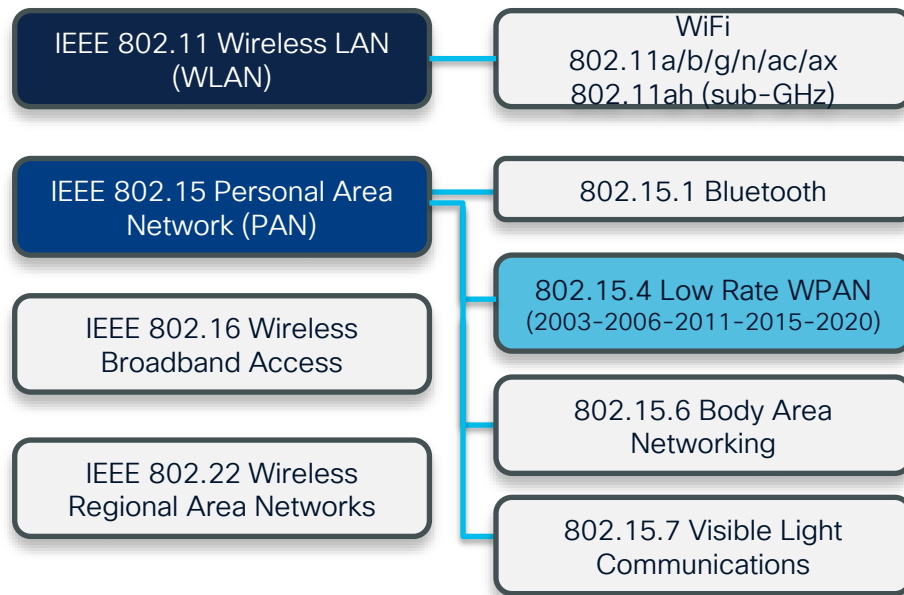 IEEE 802.11 Wireless LAN
(WLAN)
WiFi
802.11a/b/g/n/ac/ax
802.11ah (sub-GHz)
IEEE 802.15 Personal Area
Network (PAN)
802.15.1 Bluetooth
802.15.4 Low Rate WPAN
(2003-2006-2011-2015-2020)
IEEE 802.16 Wireless
Broadband Access
802.15.6 Body Area
Networking
IEEE 802.22 Wireless
Regional Area Networks
802.15.7 Visible Light
Communications